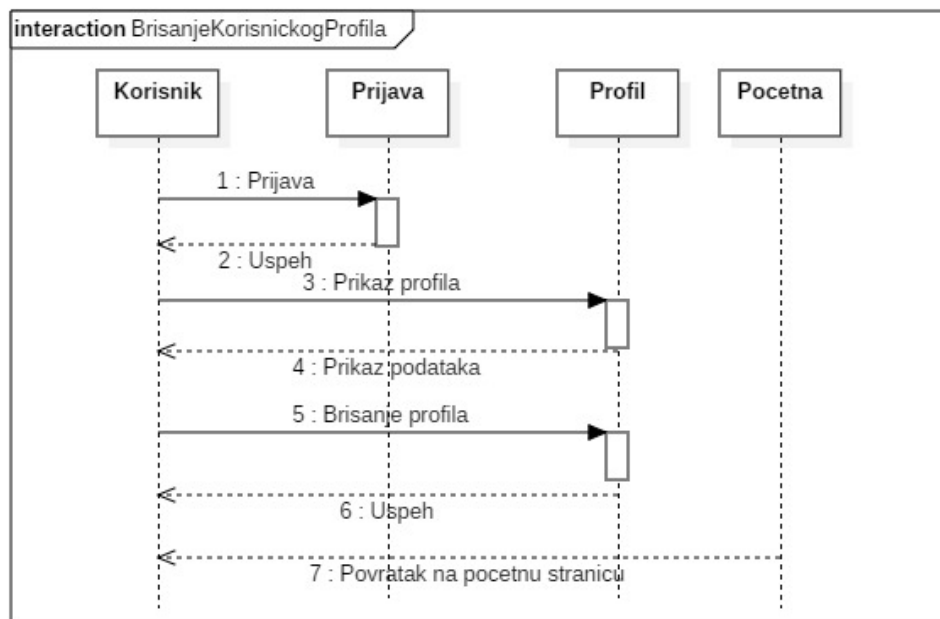 interaction BrisanjeKorisnickogProfila
Korisnik
Prijava
Profil
Pocetna
1 : Prijava
2 : Uspeh
3 : Prikaz profila
4 : Prikaz podataka
5 : Brisanje profila
6 : Uspeh
7 : Povratak na pocetnu stranicu